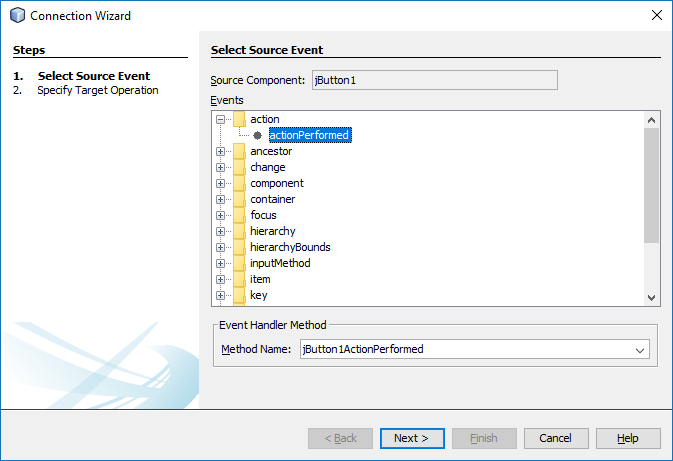 Connection Wizard
Steps
1. Select Source Event
2. Specify Target Operation
Select Source Event
Source Component: jButton1
Events
action
actionPerformed
ancestor
change
component
container
focus
hierarchy
hierarchyBounds
inputMethod
item
key
Event Handler Method
Method Name: jButton1ActionPerformed
< Back Next > Finish Cancel Help